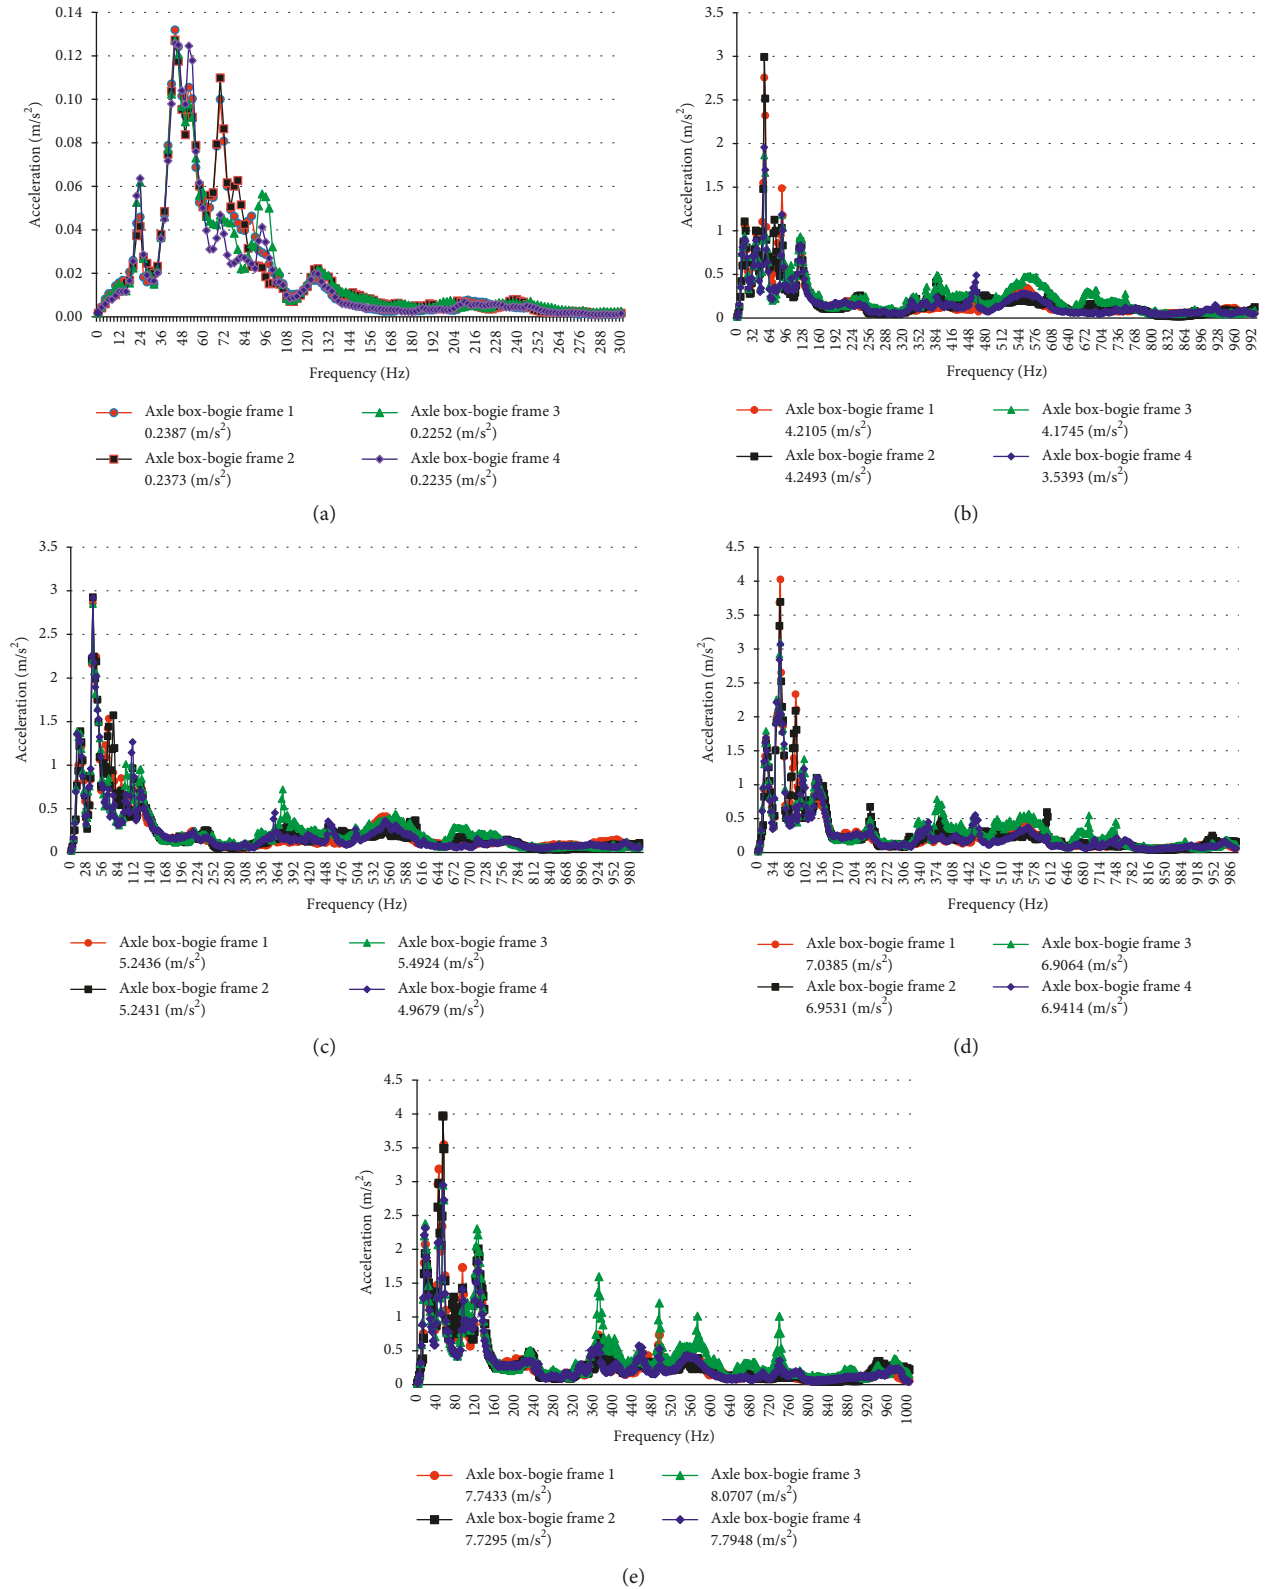 0.14
0.12
0.10
0.08
0.06
0.04
0.02
0.00
Acceleration (m/s²)
0 12 24 36 48 60 72 84 96 108 120 132 144 156 168 180 192 204 216 228 240 252 264 276 288 300
Frequency (Hz)
Axle box-bogie frame 1 Axle box-bogie frame 3
0.2387 (m/s²) 0.2252 (m/s²)
Axle box-bogie frame 2 Axle box-bogie frame 4
0.2373 (m/s²) 0.2235 (m/s²)
(a)
3.5
3
2.5
2
1.5
1
0.5
0
Acceleration (m/s²)
0 32 64 96 128 160 192 224 256 288 320 352 384 416 448 480 512 544 576 608 640 672 704 736 768 800 832 864 896 928 960 992
Frequency (Hz)
Axle box-bogie frame 1 Axle box-bogie frame 3
4.2105 (m/s²) 4.1745 (m/s²)
Axle box-bogie frame 2 Axle box-bogie frame 4
4.2493 (m/s²) 3.5393 (m/s²)
(b)
3.5
3
2.5
2
1.5
1
0.5
0
Acceleration (m/s²)
0 28 56 84 112 140 168 196 224 252 280 308 336 364 392 420 448 476 504 532 560 588 616 644 672 700 728 756 784 812 840 868 896 924 952 980
Frequency (Hz)
Axle box-bogie frame 1 Axle box-bogie frame 3
5.2436 (m/s²) 5.4924 (m/s²)
Axle box-bogie frame 2 Axle box-bogie frame 4
5.2431 (m/s²) 4.9679 (m/s²)
(c)
4.5
4
3.5
3
2.5
2
1.5
1
0.5
0
Acceleration (m/s²)
0 34 68 102 136 170 204 238 272 306 340 374 408 442 476 510 544 578 612 646 680 714 748 782 816 850 884 918 952 986
Frequency (Hz)
Axle box-bogie frame 1 Axle box-bogie frame 3
7.0385 (m/s²) 6.9064 (m/s²)
Axle box-bogie frame 2 Axle box-bogie frame 4
6.9531 (m/s²) 6.9414 (m/s²)
(d)
4.5
4
3.5
3
2.5
2
1.5
1
0.5
0
Acceleration (m/s²)
0 40 80 120 160 200 240 280 320 360 400 440 480 520 560 600 640 680 720 760 800 840 880 920 960 1000
Frequency (Hz)
Axle box-bogie frame 1 Axle box-bogie frame 3
7.7433 (m/s²) 8.0707 (m/s²)
Axle box-bogie frame 2 Axle box-bogie frame 4
7.7295 (m/s²) 7.7948 (m/s²)
(e)